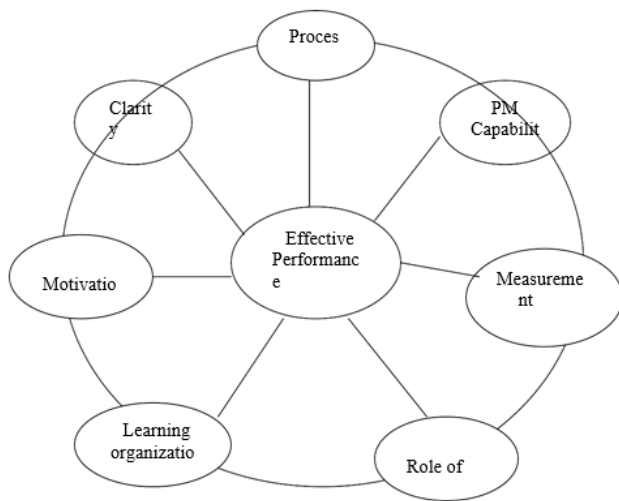 Proces
Clarit
y
PM
Capabilit
Effective
Performanc
e
Motivatio
Measureme
nt
Learning
organizatio
Role of